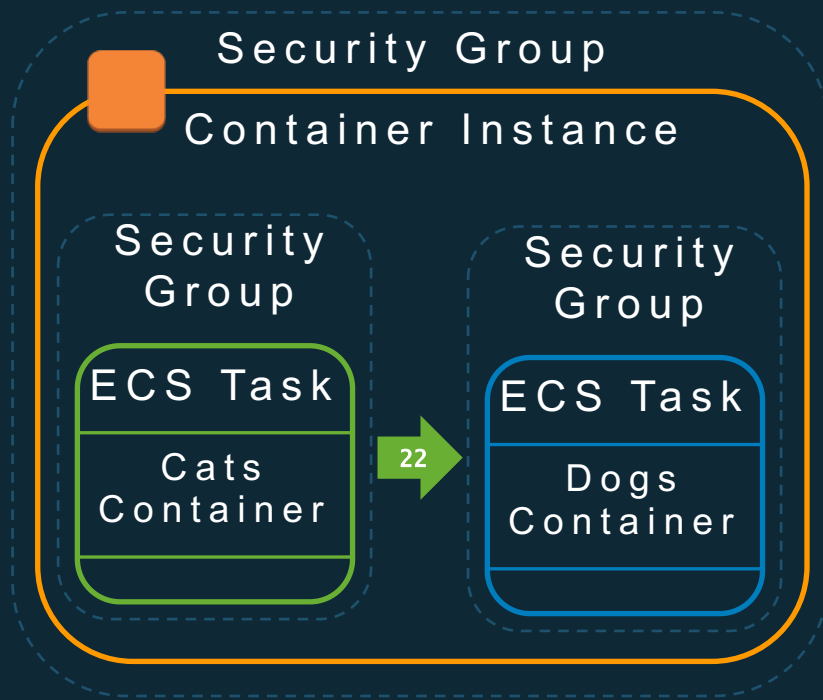 Security Group
Container Instance
Security
Group
ECS Task
Cats
Container
22
Security
Group
ECS Task
Dogs
Container